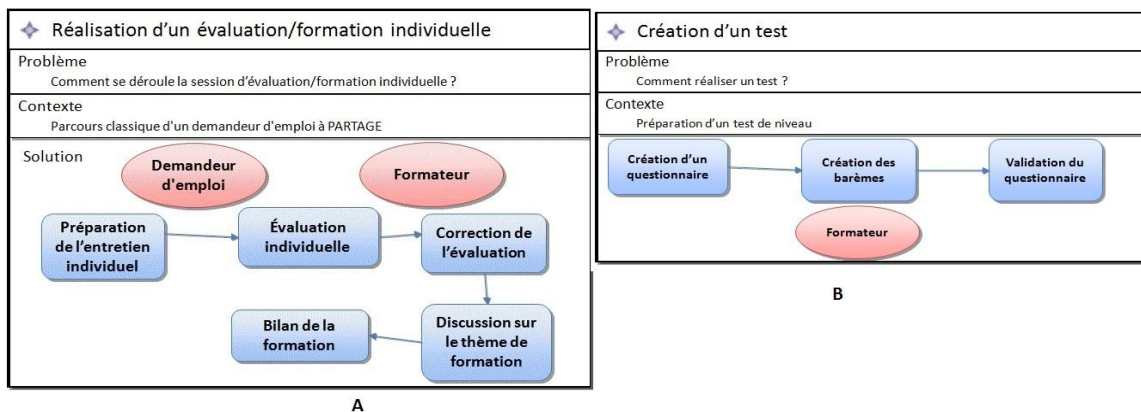 Réalisation d’un évaluation/formation individuelle
Problème
Comment se déroule la session d’évaluation/formation individuelle ?
Contexte
Parcours classique d'un demandeur d'emploi à PARTAGE
Solution
Demandeur
d'emploi
Formateur
Préparation
de l’entretien
individuel
Évaluation
individuelle
Correction de
l’évaluation
Bilan de la
formation
Discussion sur
le thème de
formation
A
Création d’un test
Problème
Comment réaliser un test ?
Contexte
Préparation d’un test de niveau
Création d’un
questionnaire
Création des
barèmes
Validation du
questionnaire
Formateur
B